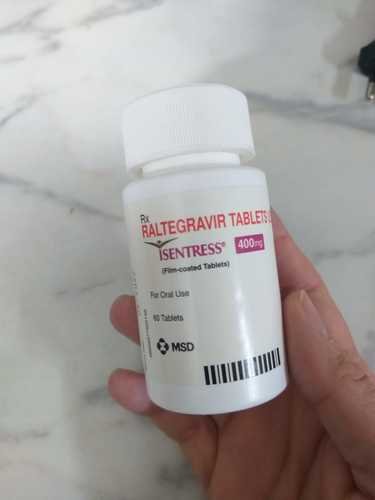 Rx
RALTEGRAVIR TABLETS
ISENTRESS® 400mg
(Film-coated Tablets)
For Oral Use
60 Tablets
MSD